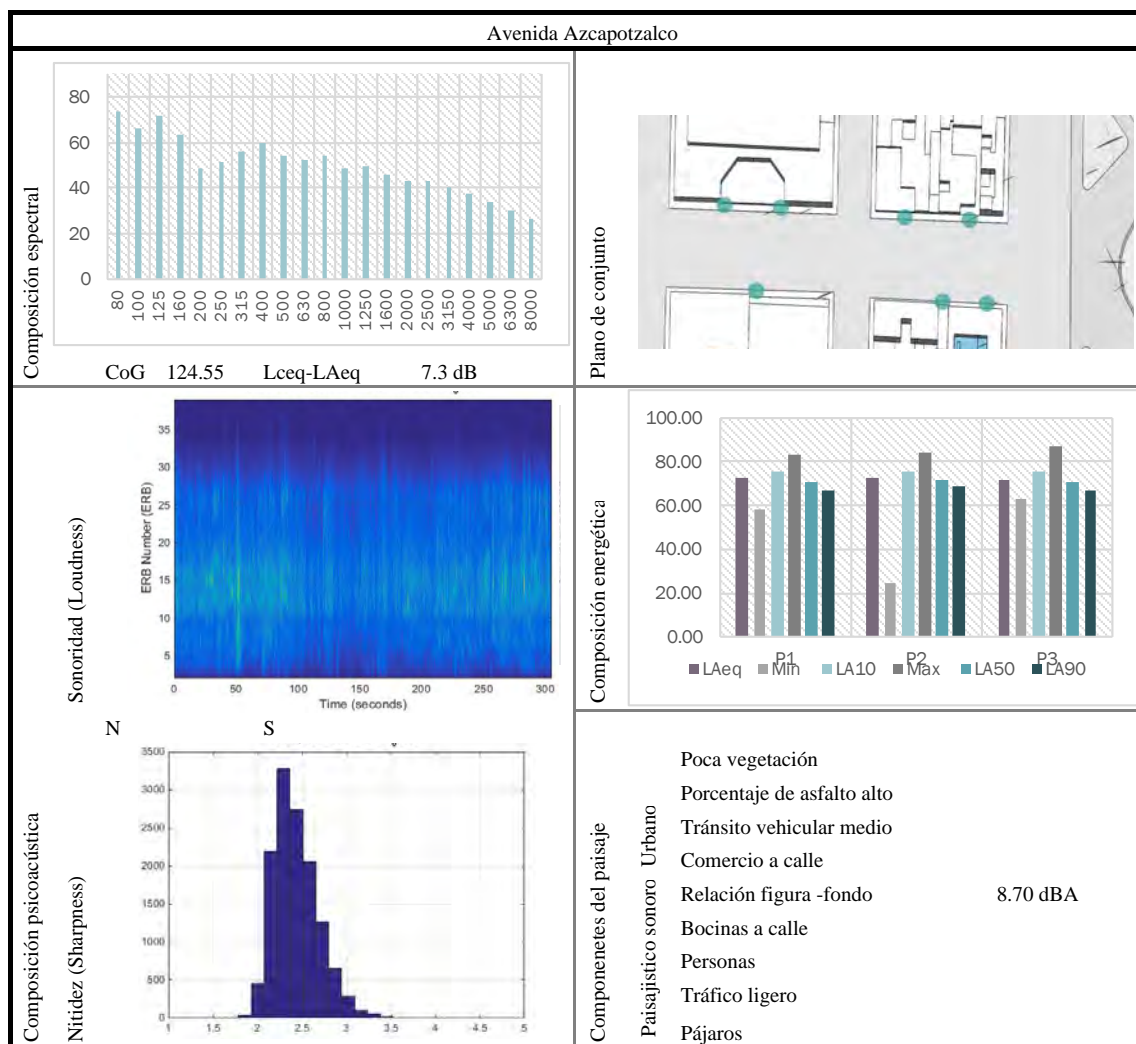 Avenida Azcapotzalco
Composición espectral
80
60
40
20
0
80 100 125 160 200 250 315 400 500 630 800 1000 1250 1600 2000 2500 3150 4000 5000 6300 8000
CoG 124.55 Lceq-LAeq 7.3 dB
Plano de conjunto
Sonoridad (Loudness)
ERB Number (ERB)
35
30
25
20
15
10
5
0 50 100 150 200 250 300
Time (seconds)
N S
Composición energética
100.00
80.00
60.00
40.00
20.00
0.00
P1 P2 P3
LAeq Min LA10 Max LA50 LA90
Composición psicoacústica
Nitidez (Sharpness)
3500
3000
2500
2000
1500
1000
500
0
1 1.5 2 2.5 3 3.5 4 4.5 5
Componenetes del paisaje
Paisajistico sonoro Urbano
Poca vegetación
Porcentaje de asfalto alto
Tránsito vehicular medio
Comercio a calle
Relación figura -fondo 8.70 dBA
Bocinas a calle
Personas
Tráfico ligero
Pájaros